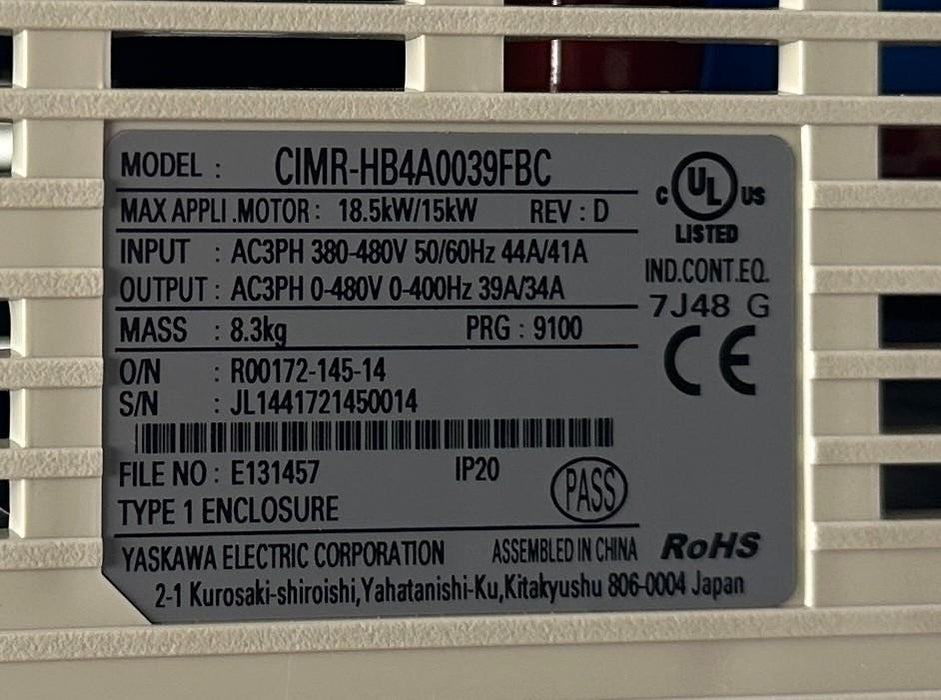 MODEL : CIMR-HB4A0039FBC
MAX APPLI.MOTOR : 18.5kW/15kW REV : D
INPUT : AC3PH 380-480V 50/60Hz 44A/41A
OUTPUT : AC3PH 0-480V 0-400Hz 39A/34A
MASS : 8.3kg PRG : 9100
O/N : R00172-145-14
S/N : JL1441721450014
FILE NO : E131457 IP20
TYPE 1 ENCLOSURE
PASS
C UL US
LISTED
IND.CONT.EQ.
7J48 G
CE
YASKAWA ELECTRIC CORPORATION ASSEMBLED IN CHINA RoHS
2-1 Kurosaki-shiroishi,Yahatanishi-Ku,Kitakyushu 806-0004 Japan